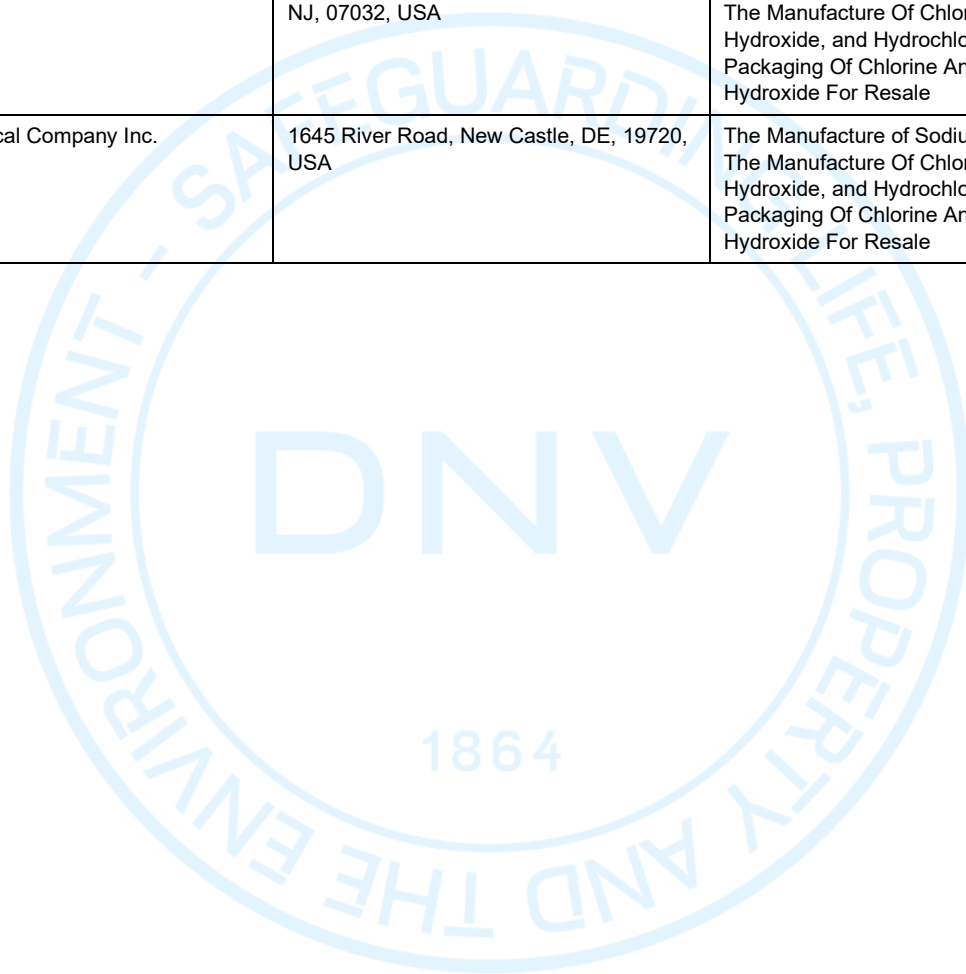 NJ, 07032, USA
The Manufacture Of Chlor
Hydroxide, and Hydrochlo
Packaging Of Chlorine An
Hydroxide For Resale
cal Company Inc.
1645 River Road, New Castle, DE, 19720,
USA
The Manufacture of Sodiu
The Manufacture Of Chlor
Hydroxide, and Hydrochlo
Packaging Of Chlorine An
Hydroxide For Resale
SAFEGUARDING LIFE, PROPERTY AND THE ENVIRONMENT -
DNV
1864